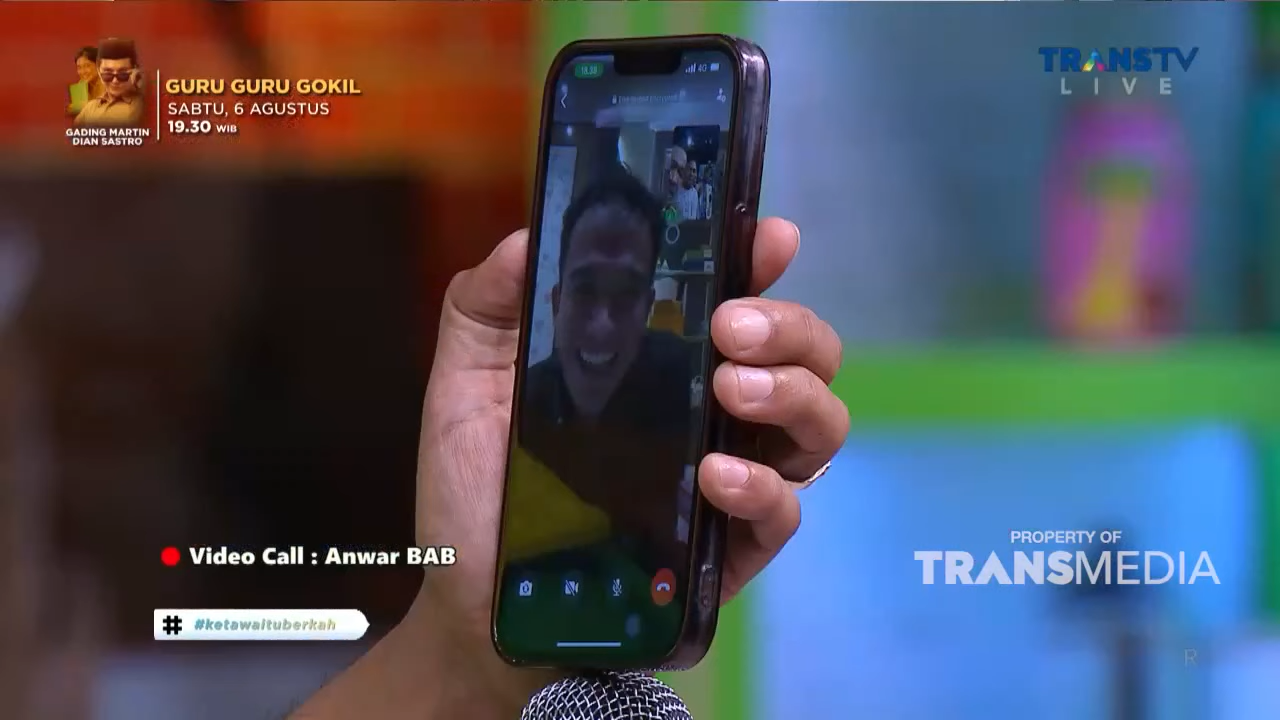 GURU GURU GOKIL
SABTU, 6 AGUSTUS
19.30 WIB
GADING MARTIN
DIAN SASTRO
TRANSTV
LIVE
4G
Video Call : Anwar BAB
# #ketawaituberkah
PROPERTY OF
TRANSMEDIA
R